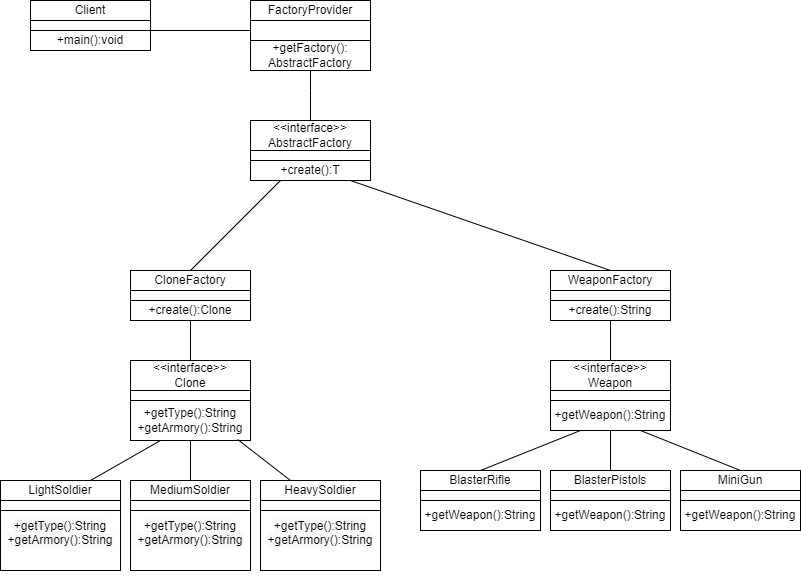 Client
+main():void
FactoryProvider
+getFactory():
AbstractFactory
<<interface>>
AbstractFactory
+create():T
CloneFactory
+create():Clone
WeaponFactory
+create():String
<<interface>>
Clone
+getType():String
+getArmory():String
<<interface>>
Weapon
+getWeapon():String
LightSoldier
+getType():String
+getArmory():String
MediumSoldier
+getType():String
+getArmory():String
HeavySoldier
+getType():String
+getArmory():String
BlasterRifle
+getWeapon():String
BlasterPistols
+getWeapon():String
MiniGun
+getWeapon():String